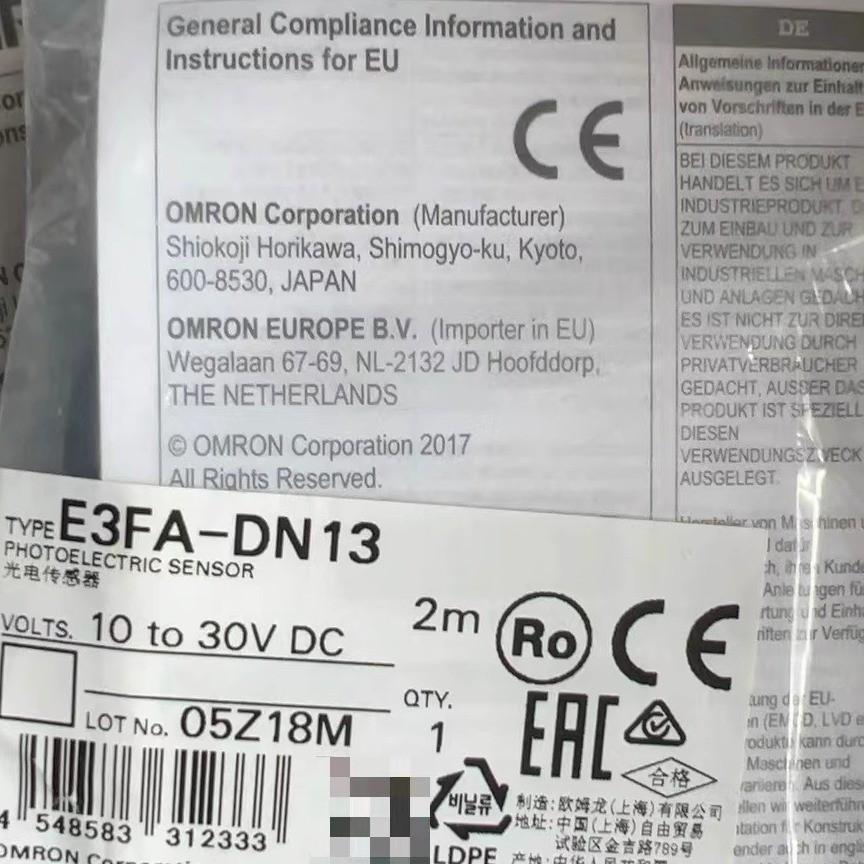 General Compliance Information and
Instructions for EU
CE
OMRON Corporation (Manufacturer)
Shiokoji Horikawa, Shimogyo-ku, Kyoto,
600-8530, JAPAN
OMRON EUROPE B.V. (Importer in EU)
Wegalaan 67-69, NL-2132 JD Hoofddorp,
THE NETHERLANDS
© OMRON Corporation 2017
All Rights Reserved.
DE
Allgemeine Informationen
Anweisungen zur Einhalt
von Vorschriften in der E
(translation)
BEI DIESEM PRODUKT
HANDELT ES SICH UM E
INDUSTRIEPRODUKT, D
ZUM EINBAU UND ZUR
VERWENDUNG IN
INDUSTRIELLEN MASCH
UND ANLAGEN GEDACH
ES IST NICHT ZUR DIRE
VERWENDUNG DURCH
PRIVATVERBRAUCHER
GEDACHT, AUSSER DAS
PRODUKT IST SPEZIELL
DIESEN
VERWENDUNGSZWECK
AUSGELEGT.
TYPE E3FA-DN13
PHOTOELECTRIC SENSOR
光电传感器
VOLTS. 10 to 30V DC
2m
Ro
CE
LOT No. 05Z18M
QTY.
1
EAC
合格
4 548583 312333
비닐류
LDPE
制造:欧姆龙(上海)有限公司
地址:中国(上海)自由贸易
试验区金吉路789号